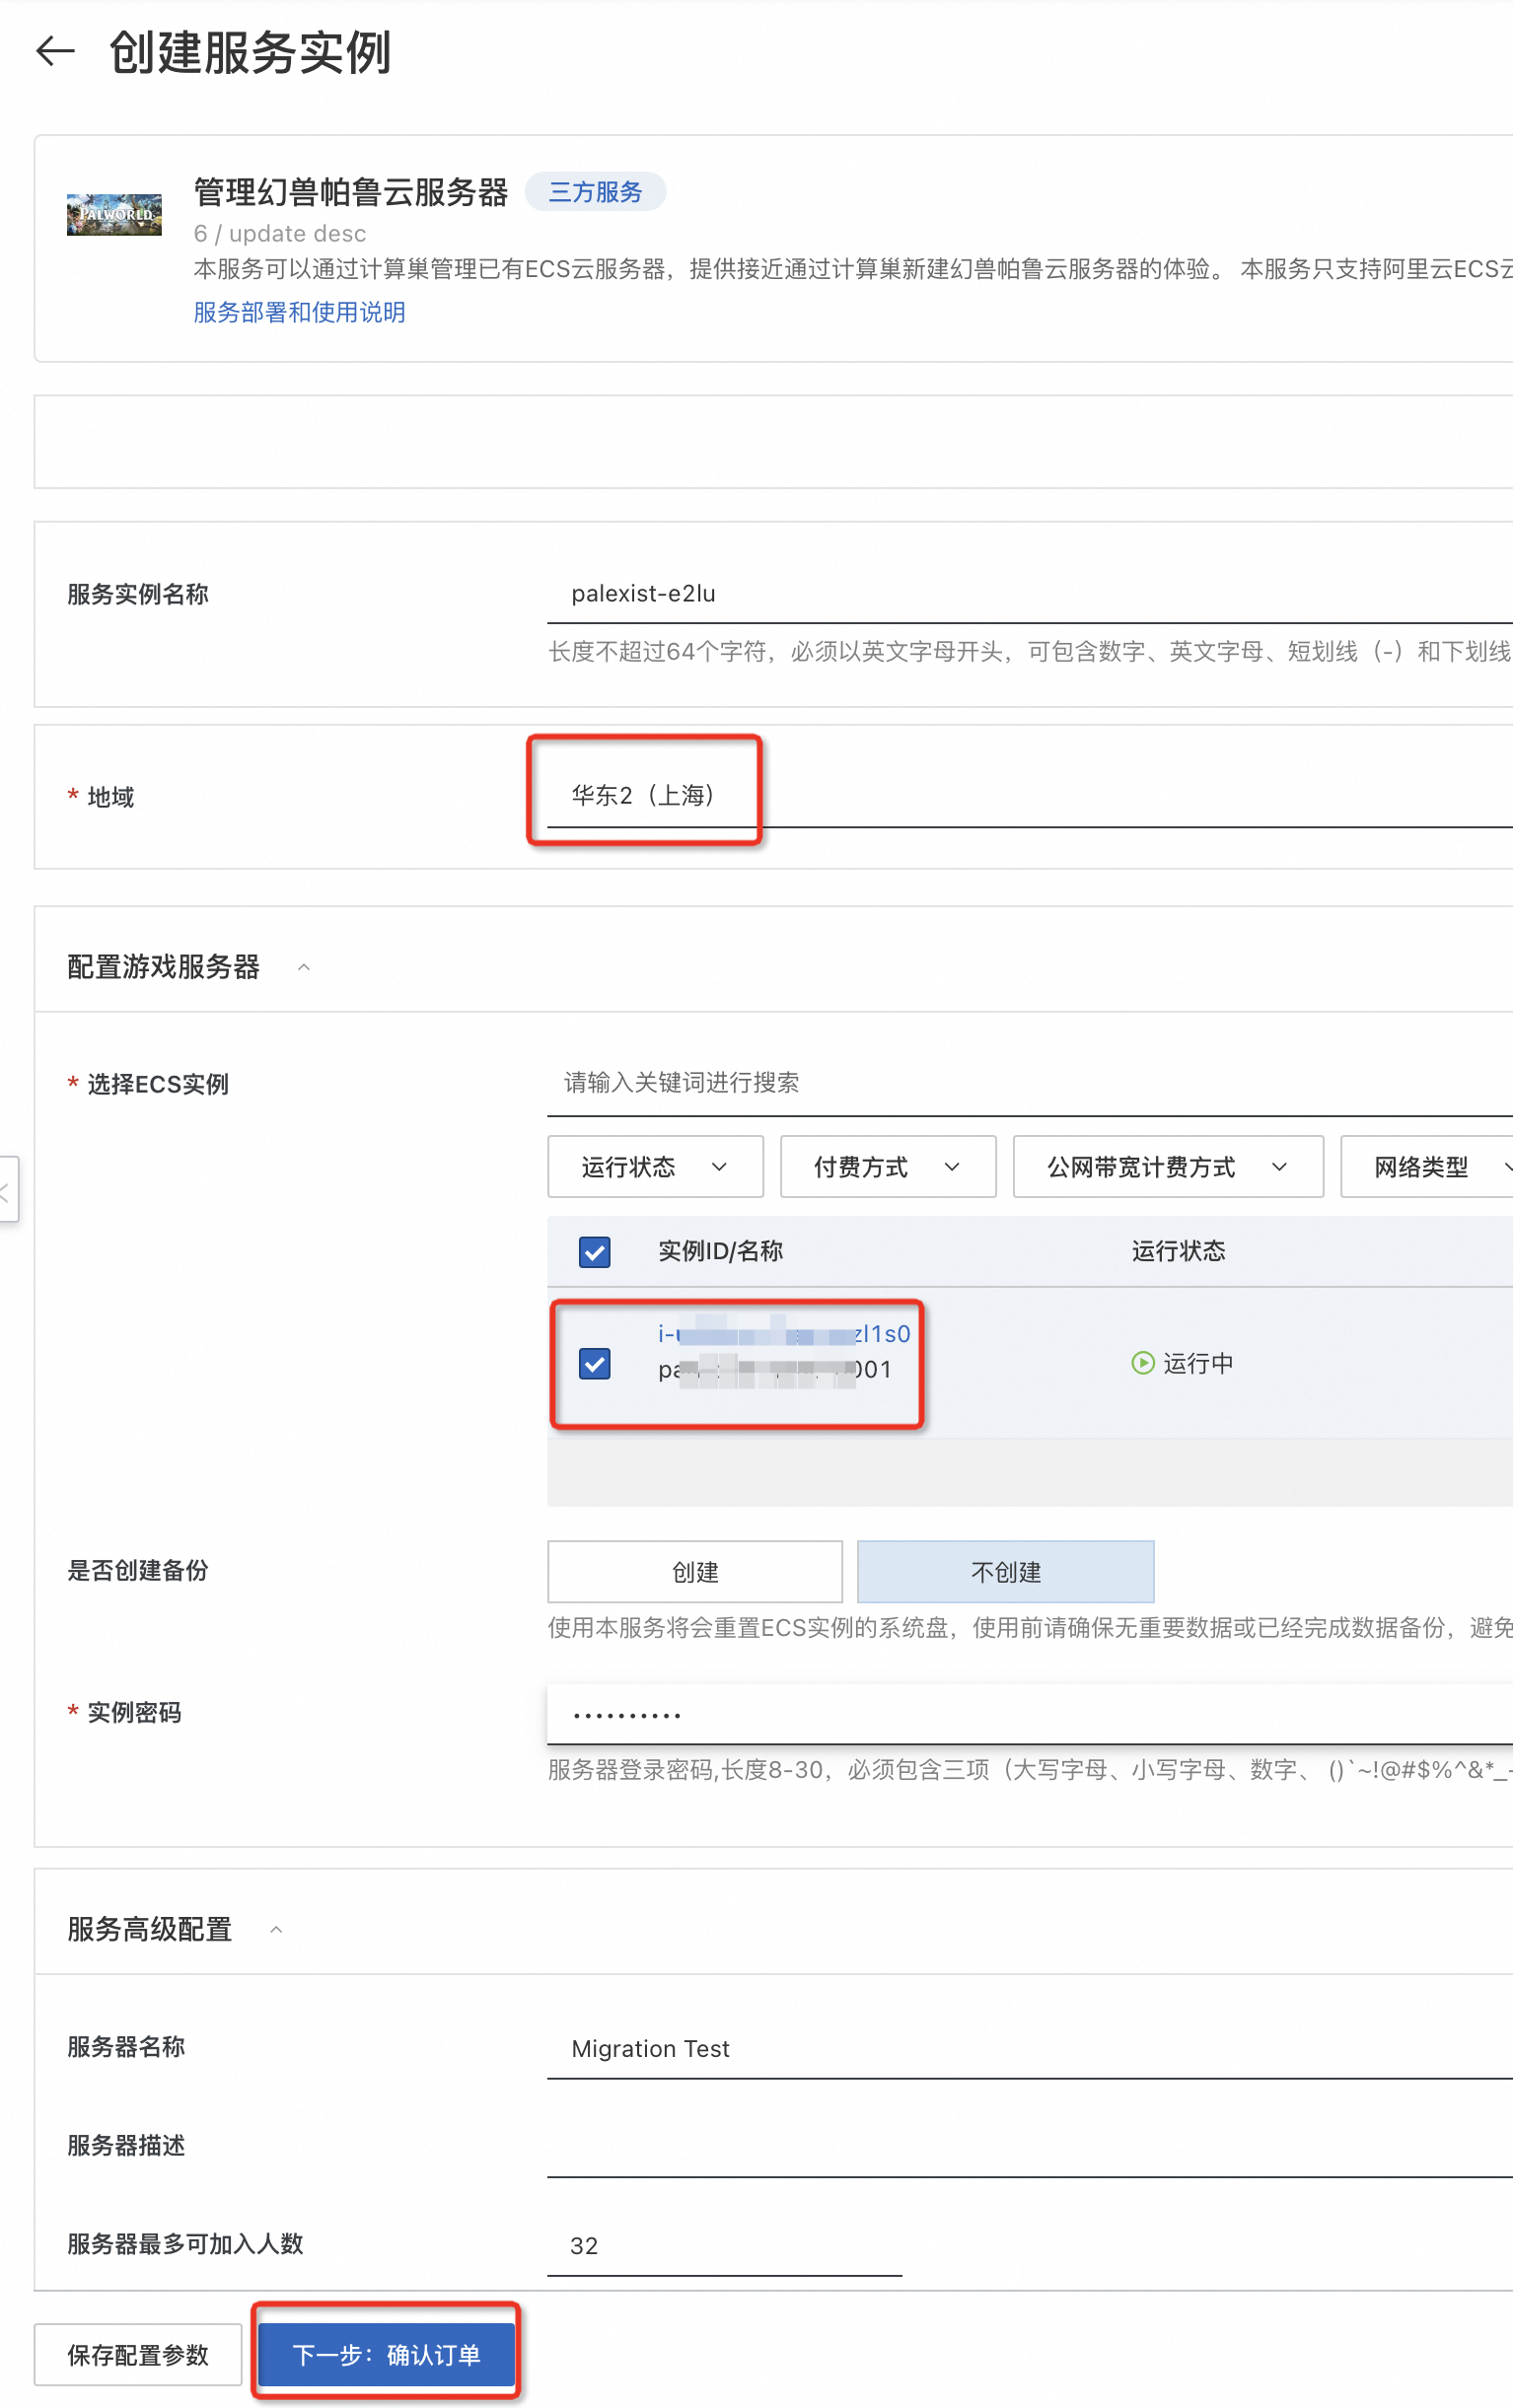 创建服务实例
PALWORLD
管理幻兽帕鲁云服务器 三方服务
6 / update desc
本服务可以通过计算巢管理已有ECS云服务器，提供接近通过计算巢新建幻兽帕鲁云服务器的体验。 本服务只支持阿里云ECS云
服务部署和使用说明
服务实例名称 palexist-e2lu
长度不超过64个字符，必须以英文字母开头，可包含数字、英文字母、短划线（-）和下划线
* 地域 华东2（上海）
配置游戏服务器
* 选择ECS实例 请输入关键词进行搜索
运行状态 付费方式 公网带宽计费方式 网络类型
实例ID/名称 运行状态
i- zl1s0
pa 001 运行中
是否创建备份 创建 不创建
使用本服务将会重置ECS实例的系统盘，使用前请确保无重要数据或已经完成数据备份，避免
* 实例密码 ··········
服务器登录密码,长度8-30，必须包含三项（大写字母、小写字母、数字、 ()`~!@#$%^&*_-
服务高级配置
服务器名称 Migration Test
服务器描述
服务器最多可加入人数 32
保存配置参数 下一步：确认订单